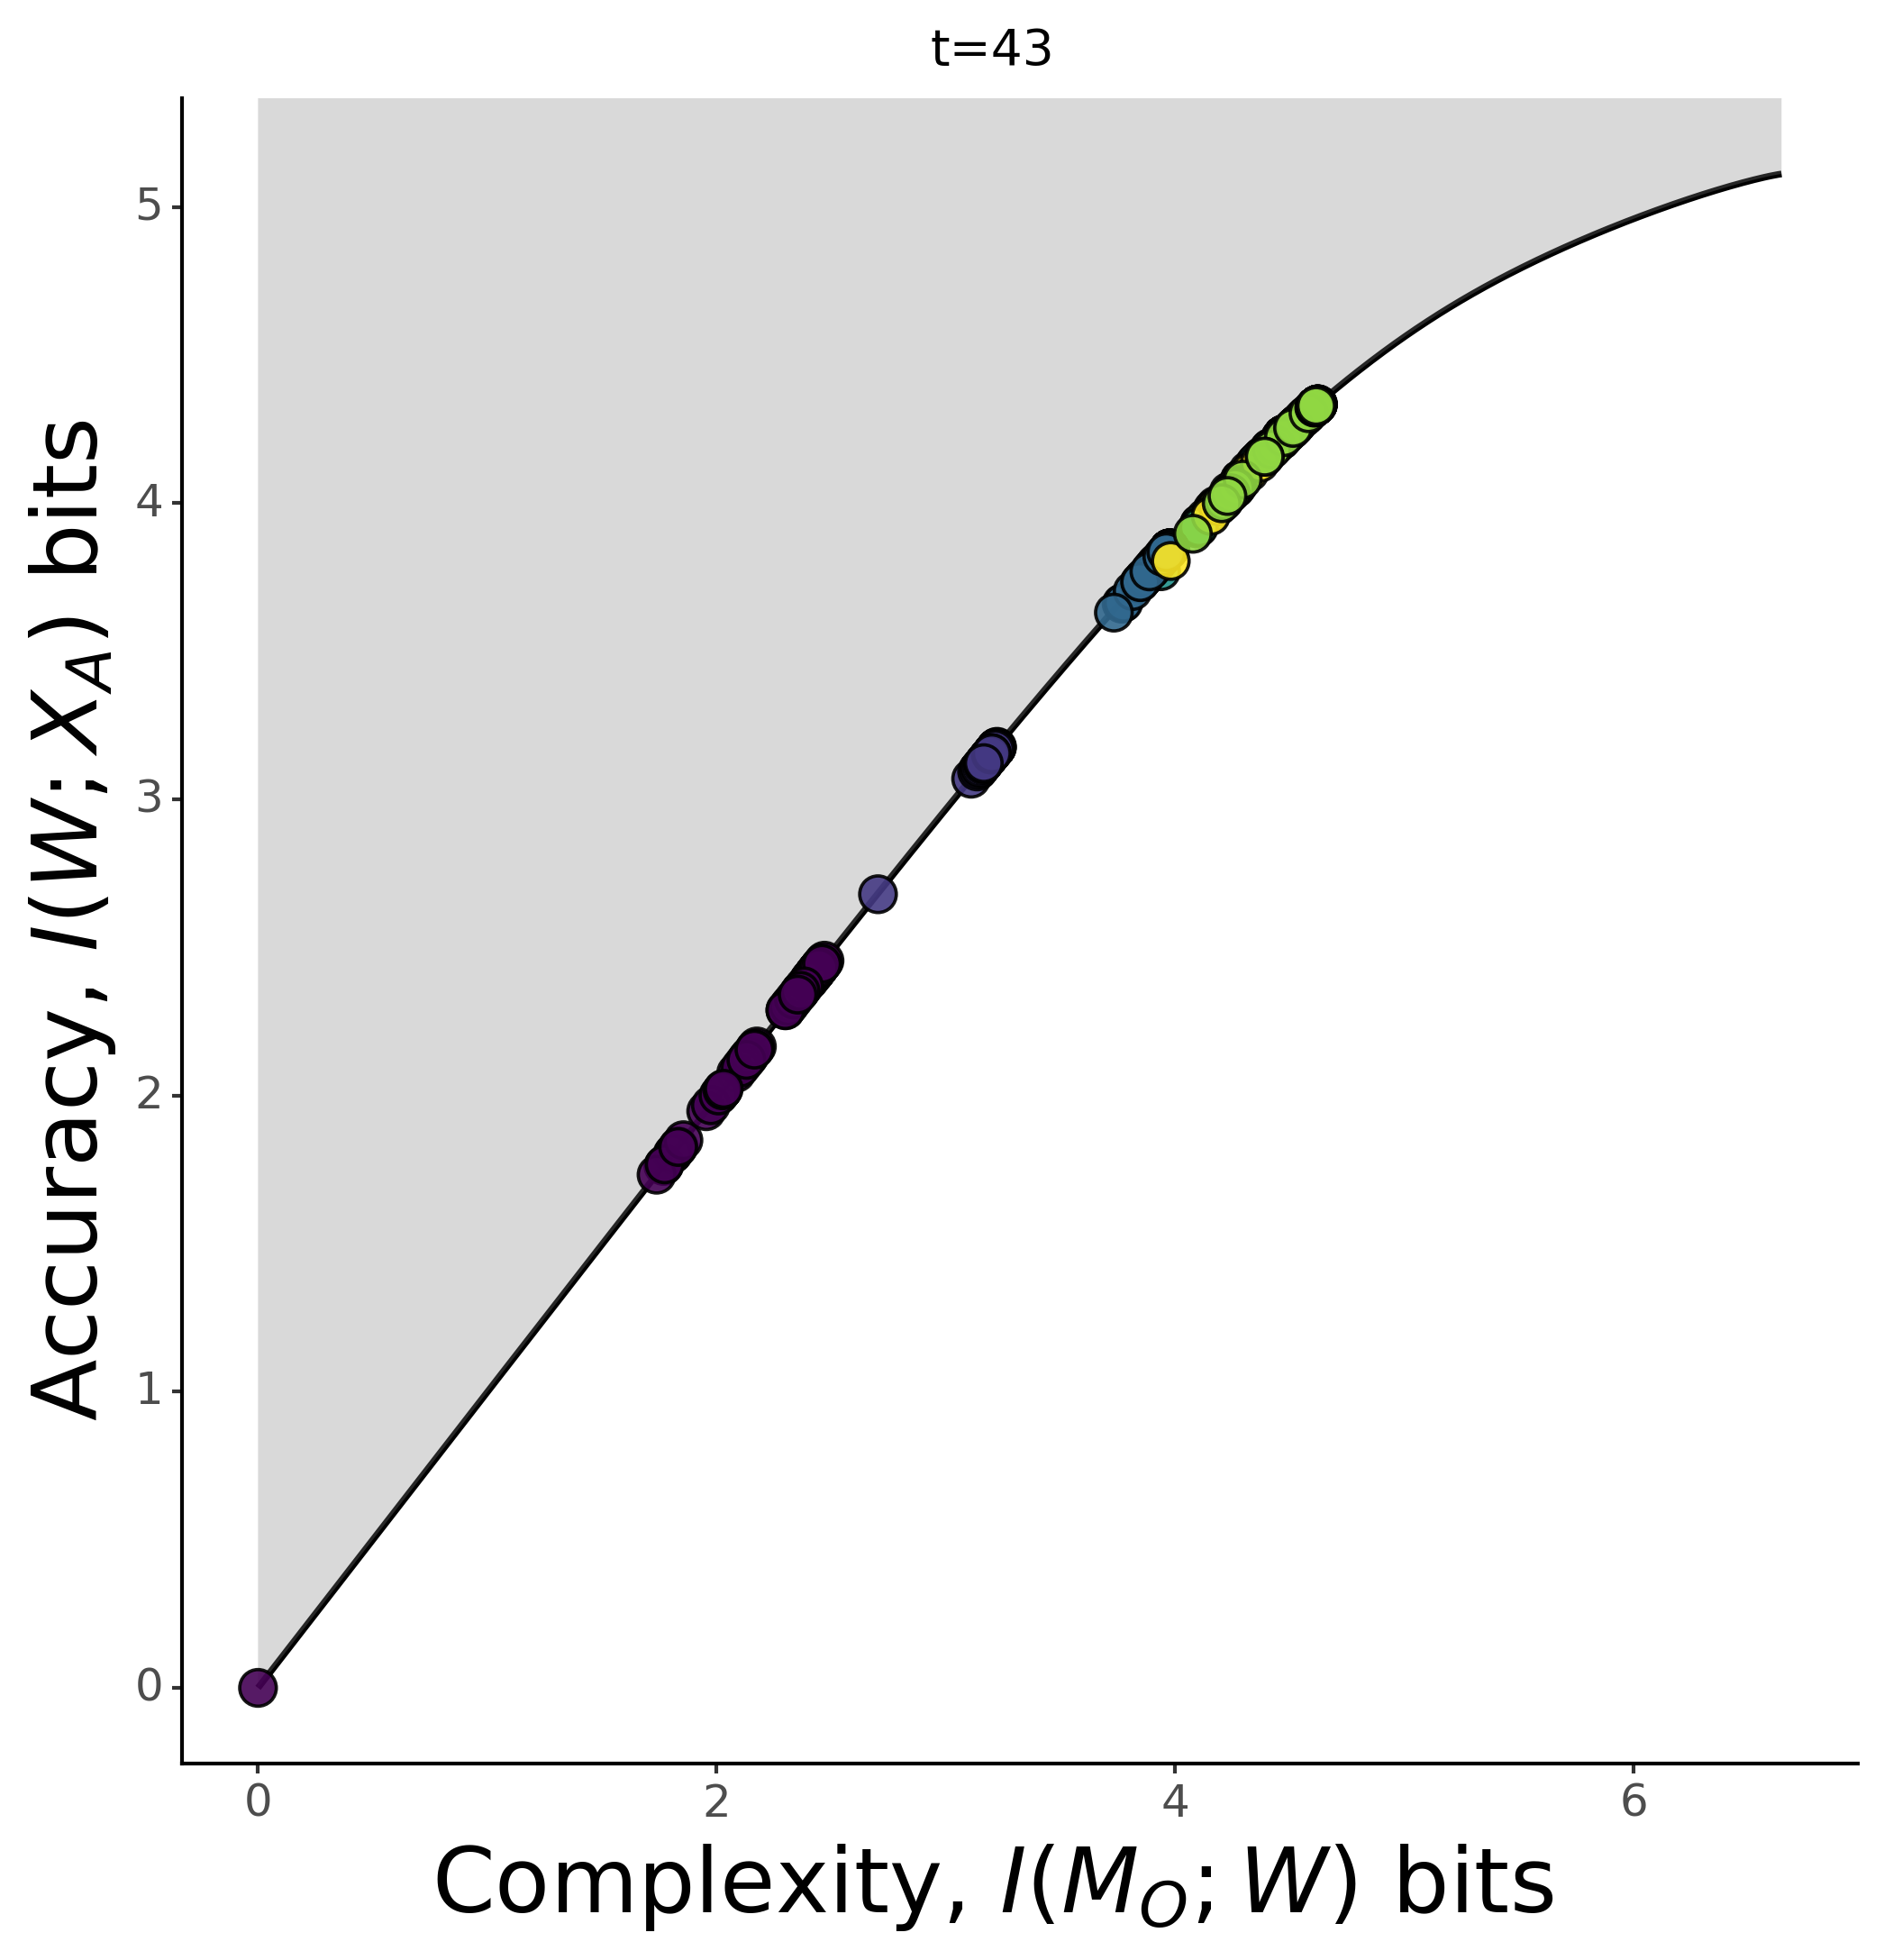 t=43
Accuracy, I(W; X_A) bits
5
4
3
2
1
0
0 2 4 6
Complexity, I(M_O; W) bits